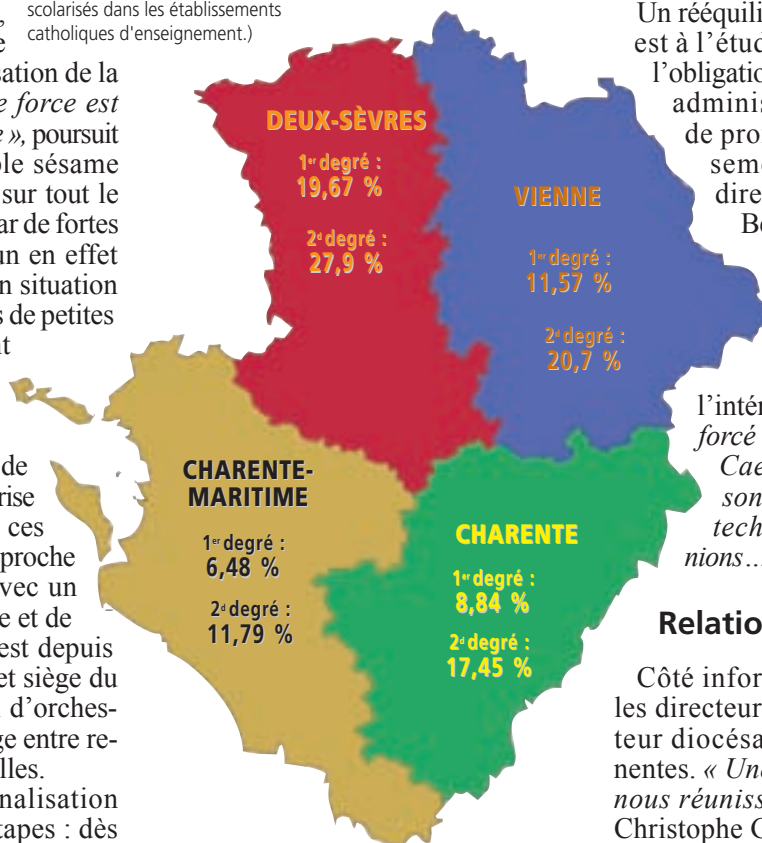 scolarisés dans les établissements
catholiques d'enseignement.)
,
e
sation de la
e force est
e », poursuit
ole sésame
sur tout le
ar de fortes
un en effet
n situation
s de petites
nt
de
rise
ces
proche
vec un
e et de
est depuis
et siège du
d'orches-
ge entre re-
lles.
nalisation
tapes : dès
DEUX-SÈVRES
1er degré :
19,67 %
2d degré :
27,9 %
VIENNE
1er degré :
11,57 %
2d degré :
20,7 %
CHARENTE-
MARITIME
1er degré :
6,48 %
2d degré :
11,79 %
CHARENTE
1er degré :
8,84 %
2d degré :
17,45 %
Un rééquili
est à l'étud
l'obligatio
adminis
de pro
seme
dire
Be
l'intér
forcé
Cae
son
tech
nions...
Relatio
Côté infor
les directeur
teur diocésa
nentes. « Un
nous réuniss
Christophe C